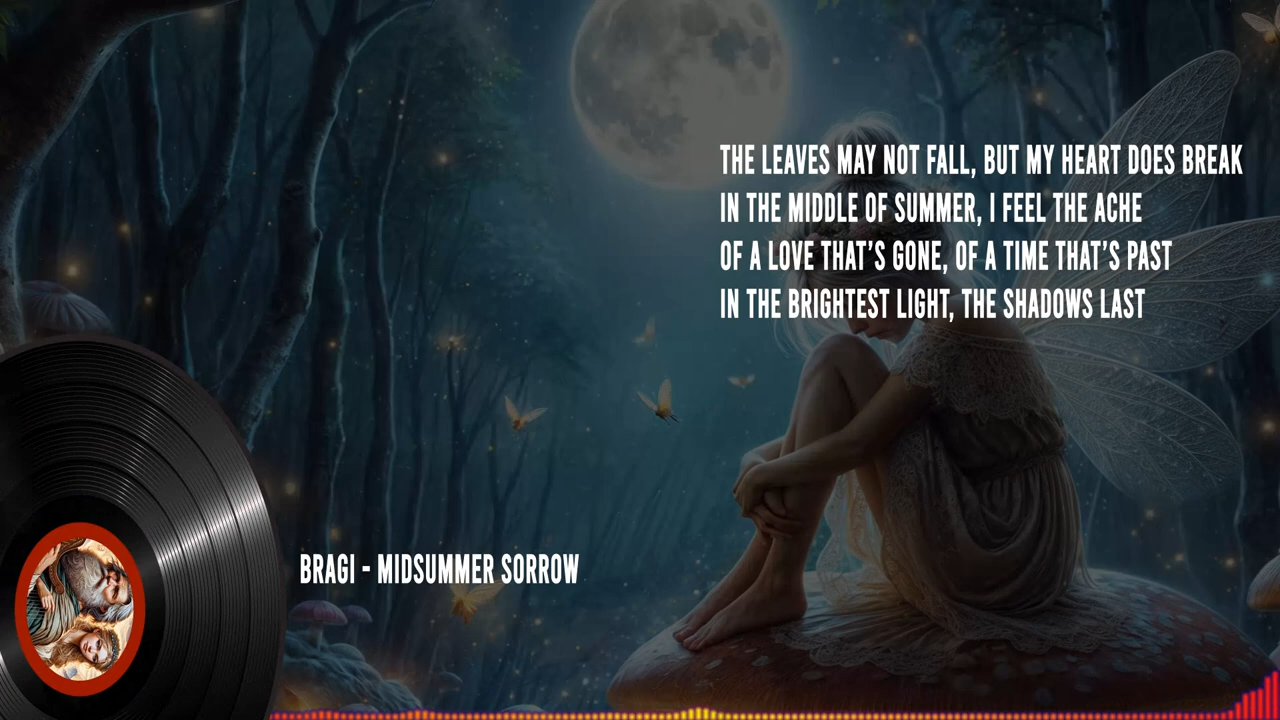 THE LEAVES MAY NOT FALL, BUT MY HEART DOES BREAK
IN THE MIDDLE OF SUMMER, I FEEL THE ACHE
OF A LOVE THAT'S GONE, OF A TIME THAT'S PAST
IN THE BRIGHTEST LIGHT, THE SHADOWS LAST
BRAGI - MIDSUMMER SORROW